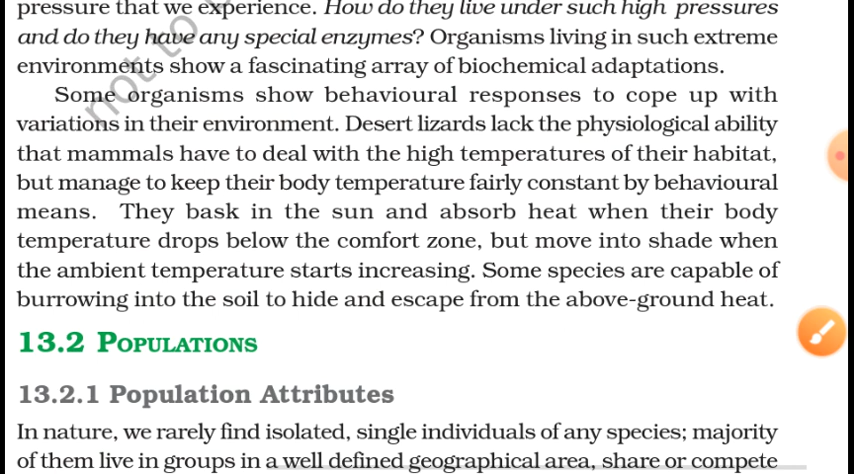 pressure that we experience. How do they live under such high pressures
and do they have any special enzymes? Organisms living in such extreme
environments show a fascinating array of biochemical adaptations.
Some organisms show behavioural responses to cope up with
variations in their environment. Desert lizards lack the physiological ability
that mammals have to deal with the high temperatures of their habitat,
but manage to keep their body temperature fairly constant by behavioural
means. They bask in the sun and absorb heat when their body
temperature drops below the comfort zone, but move into shade when
the ambient temperature starts increasing. Some species are capable of
burrowing into the soil to hide and escape from the above-ground heat.
13.2 POPULATIONS
13.2.1 Population Attributes
In nature, we rarely find isolated, single individuals of any species; majority
of them live in groups in a well defined geographical area, share or compete
not to